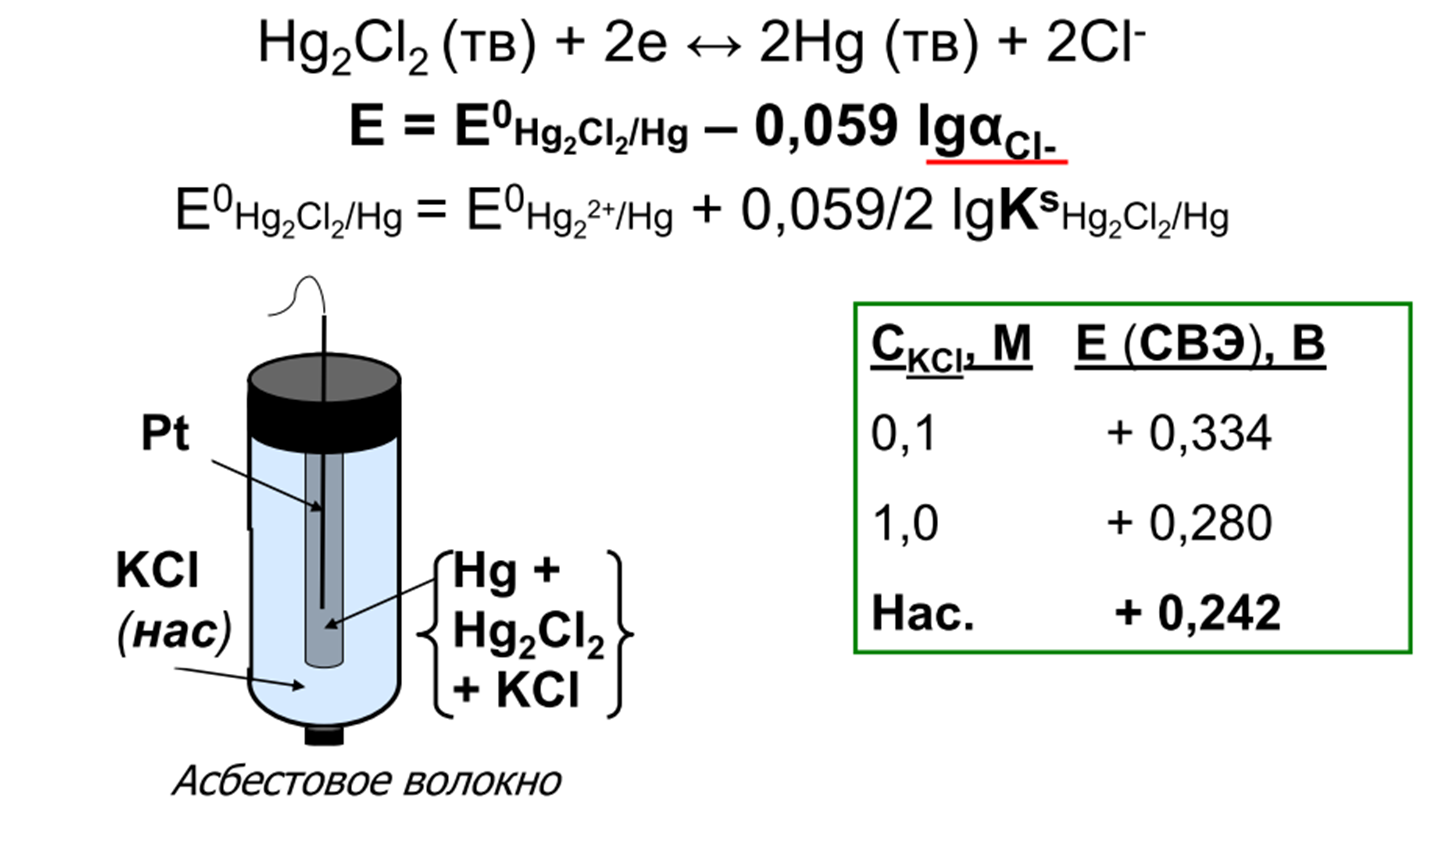 Hg₂Cl₂ (тв) + 2e ↔ 2Hg (тв) + 2Cl⁻
E = E⁰Hg₂Cl₂/Hg – 0,059 lgαCl-
E⁰Hg₂Cl₂/Hg = E⁰Hg₂²⁺/Hg + 0,059/2 lgKˢHg₂Cl₂/Hg
Pt
KCl
(нас)
Hg +
Hg₂Cl₂
+ KCl
Асбестовое волокно
CKCl, М E (СВЭ), В
0,1 + 0,334
1,0 + 0,280
Нас. + 0,242